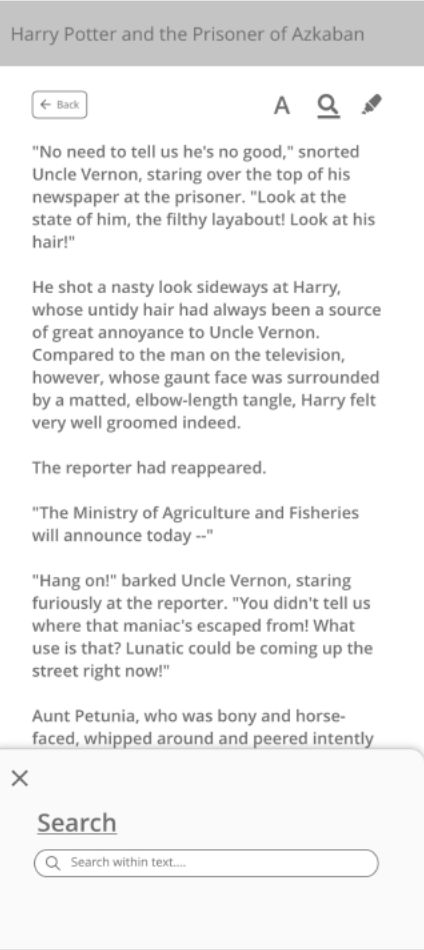 Harry Potter and the Prisoner of Azkaban
← Back
A
"No need to tell us he's no good," snorted
Uncle Vernon, staring over the top of his
newspaper at the prisoner. "Look at the
state of him, the filthy layabout! Look at his
hair!"
He shot a nasty look sideways at Harry,
whose untidy hair had always been a source
of great annoyance to Uncle Vernon.
Compared to the man on the television,
however, whose gaunt face was surrounded
by a matted, elbow-length tangle, Harry felt
very well groomed indeed.
The reporter had reappeared.
"The Ministry of Agriculture and Fisheries
will announce today --"
"Hang on!" barked Uncle Vernon, staring
furiously at the reporter. "You didn't tell us
where that maniac's escaped from! What
use is that? Lunatic could be coming up the
street right now!"
Aunt Petunia, who was bony and horse-
faced, whipped around and peered intently
Search
Search within text....